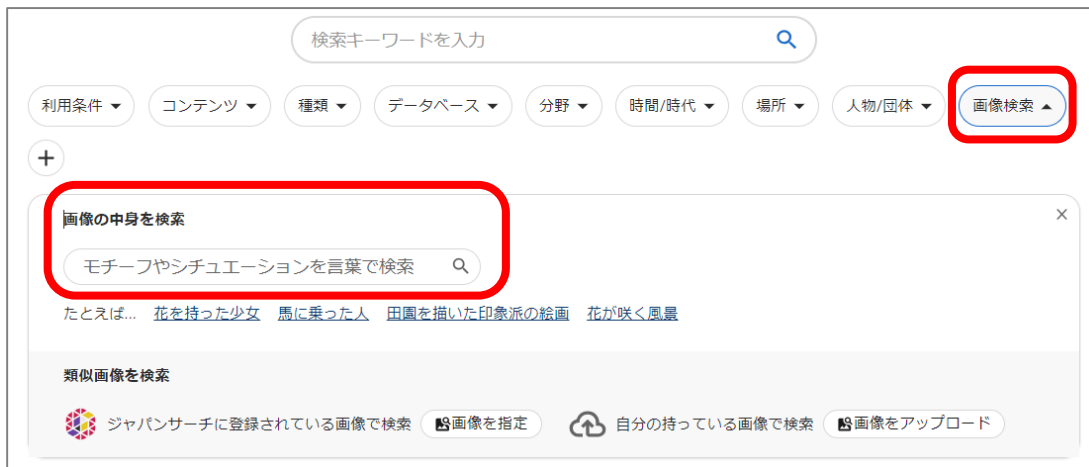 検索キーワードを入力
利用条件 コンテンツ 種類 データベース 分野 時間/時代 場所 人物/団体 画像検索
画像の中身を検索
モチーフやシチュエーションを言葉で検索
たとえば... 花を持った少女 馬に乗った人 田園を描いた印象派の絵画 花が咲く風景
類似画像を検索
ジャパンサーチに登録されている画像で検索 画像を指定 自分の持っている画像で検索 画像をアップロード